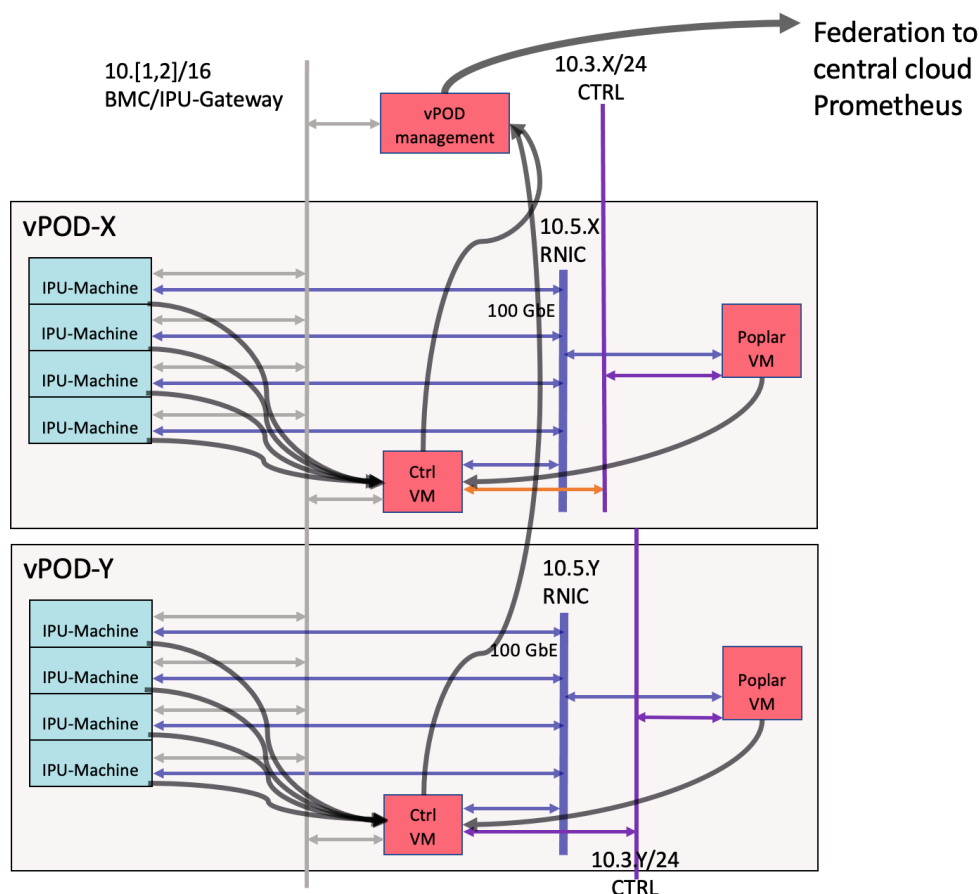 Federation to
central cloud
Prometheus
10.[1,2]/16
BMC/IPU-Gateway
10.3.X/24
CTRL
vPOD
management
vPOD-X
10.5.X
RNIC
IPU-Machine
IPU-Machine
IPU-Machine
IPU-Machine
100 GbE
Poplar
VM
Ctrl
VM
vPOD-Y
10.5.Y
RNIC
IPU-Machine
IPU-Machine
IPU-Machine
IPU-Machine
100 GbE
Poplar
VM
Ctrl
VM
10.3.Y/24
CTRL